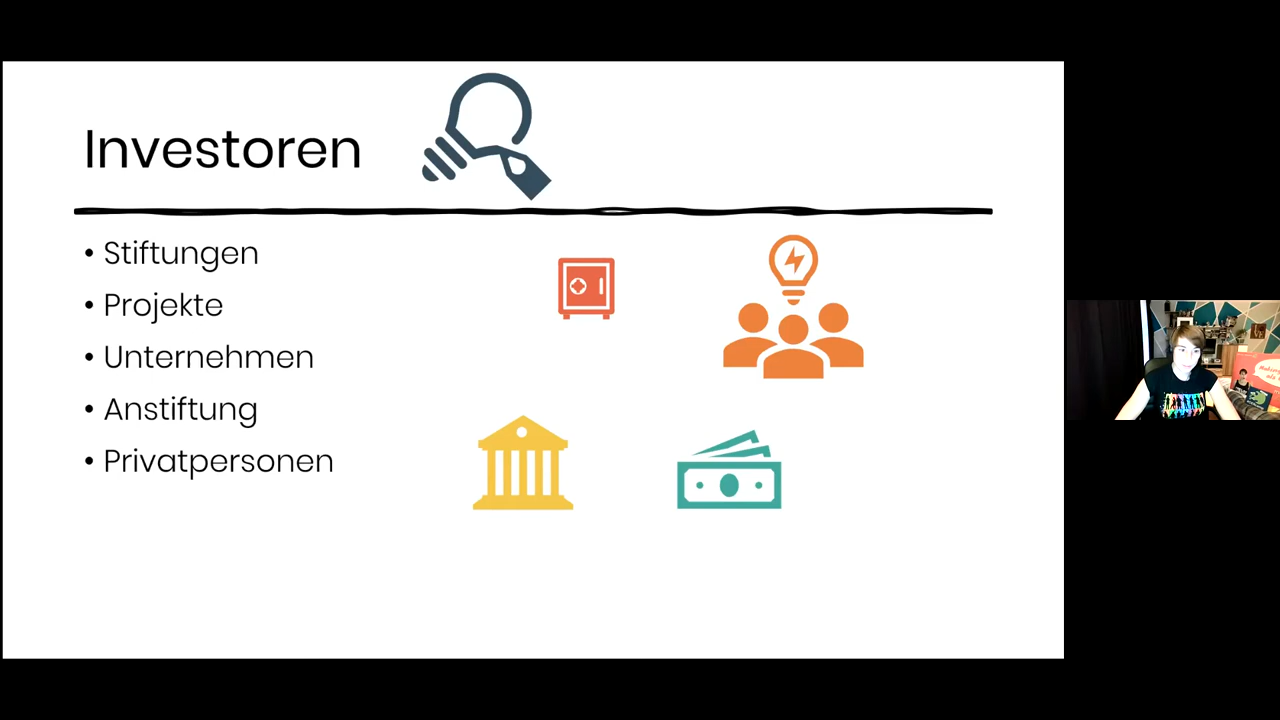 Investoren
• Stiftungen
• Projekte
• Unternehmen
• Anstiftung
• Privatpersonen